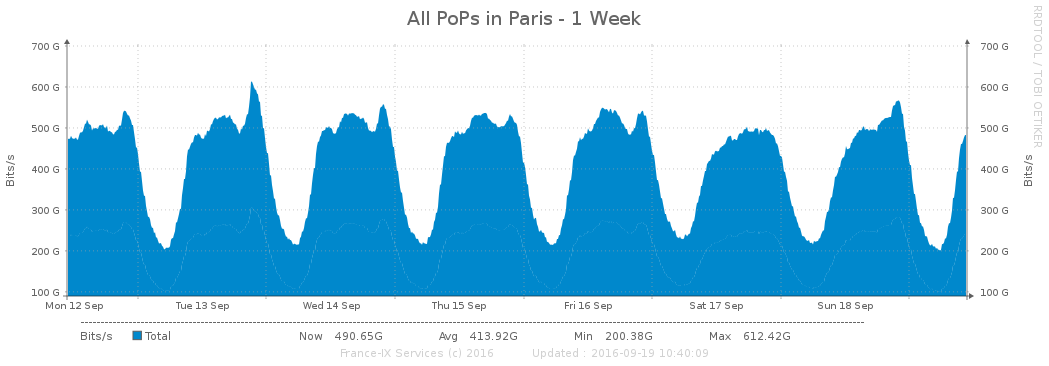 All PoPs in Paris - 1 Week
RRDTOOL / TOBI OETIKER
700 G 700 G
600 G 600 G
500 G 500 G
400 G 400 G
300 G 300 G
200 G 200 G
100 G 100 G
Bits/s
Bits/s
Mon 12 Sep Tue 13 Sep Wed 14 Sep Thu 15 Sep Fri 16 Sep Sat 17 Sep Sun 18 Sep
Bits/s Total Now 490.65G Avg 413.92G Min 200.38G Max 612.42G
France-IX Services (c) 2016 Updated : 2016-09-19 10:40:09